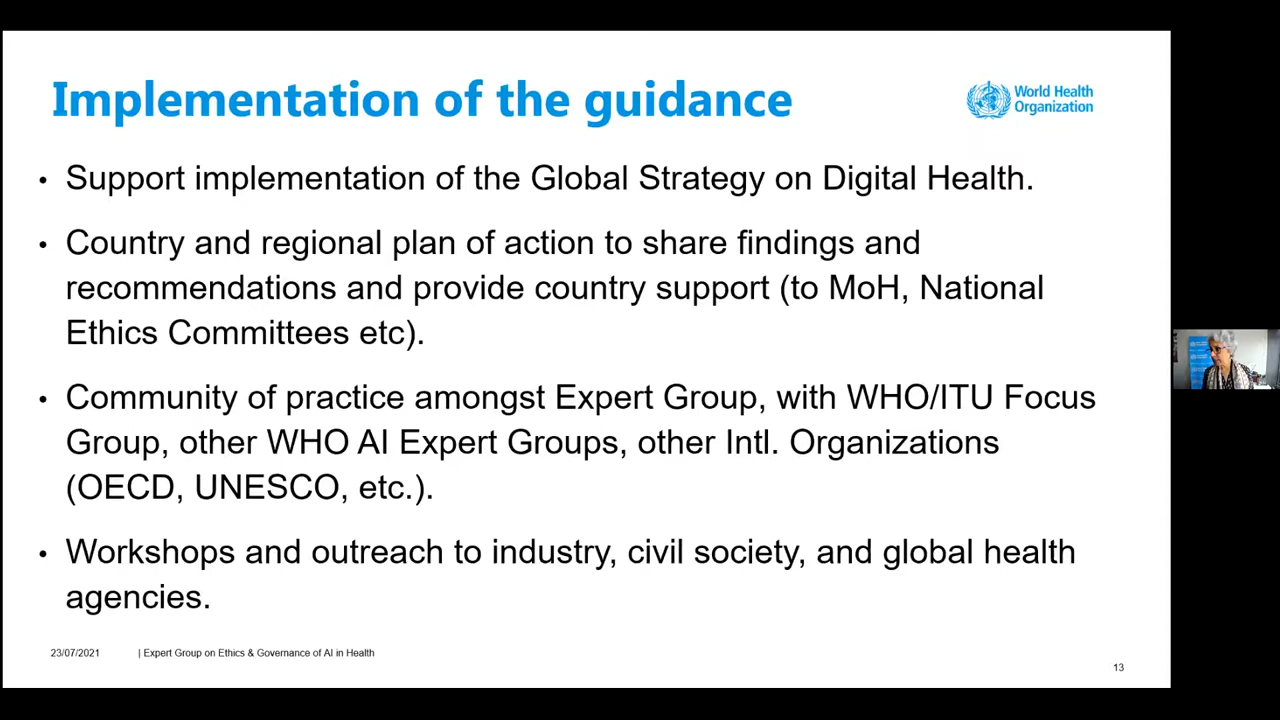 Implementation of the guidance
World Health
Organization
• Support implementation of the Global Strategy on Digital Health.
• Country and regional plan of action to share findings and
recommendations and provide country support (to MoH, National
Ethics Committees etc).
• Community of practice amongst Expert Group, with WHO/ITU Focus
Group, other WHO AI Expert Groups, other Intl. Organizations
(OECD, UNESCO, etc.).
• Workshops and outreach to industry, civil society, and global health
agencies.
23/07/2021 | Expert Group on Ethics & Governance of AI in Health
13